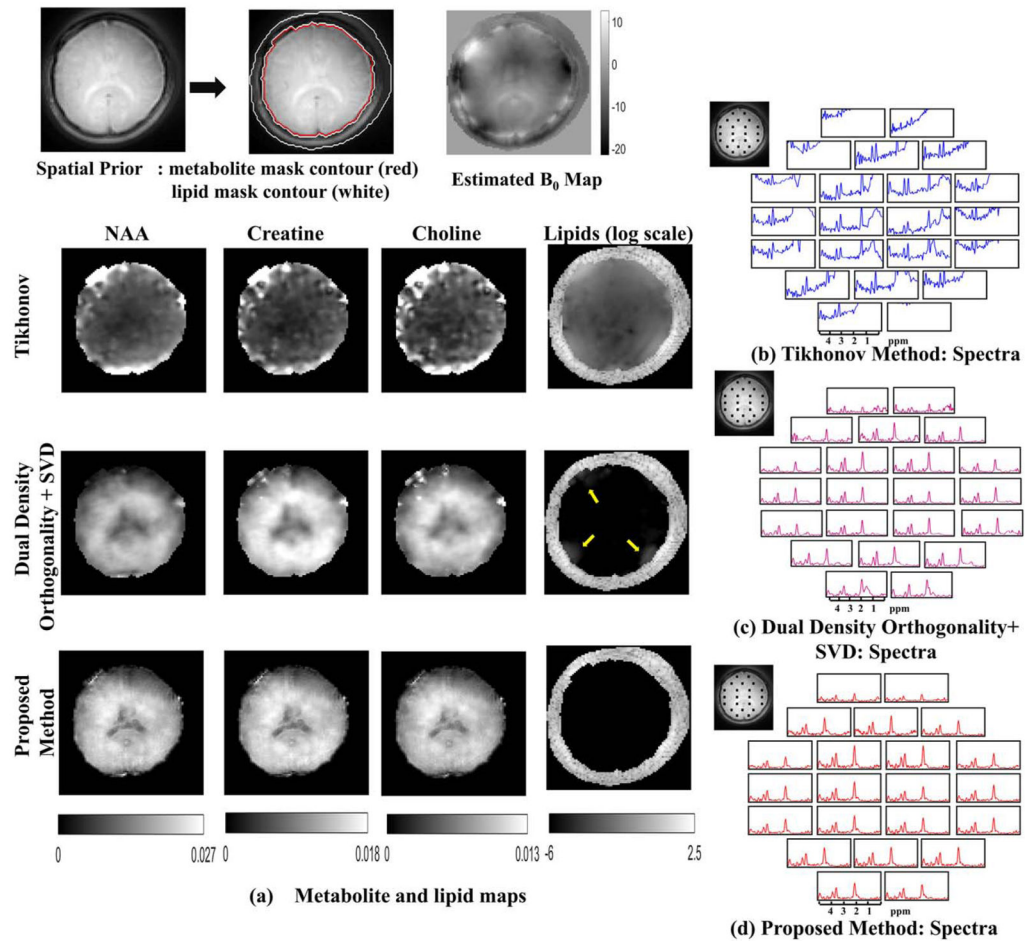 Spatial Prior : metabolite mask contour (red)
lipid mask contour (white)
10
0
-10
-20
Estimated B₀ Map
NAA
Creatine
Choline
Lipids (log scale)
Tikhonov
Dual Density
Orthogonality + SVD
Proposed
Method
0
0.027
0
0.018
0
0.013
-6
2.5
(a) Metabolite and lipid maps
4 3 2 1 ppm
(b) Tikhonov Method: Spectra
4 3 2 1 ppm
(c) Dual Density Orthogonality+
SVD: Spectra
4 3 2 1 ppm
(d) Proposed Method: Spectra